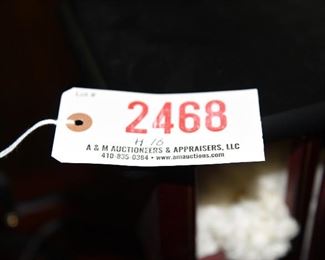 Lot #
2468
H 10
A & M AUCTIONEERS & APPRAISERS, LLC
410-835-0384 • www.amauctions.com